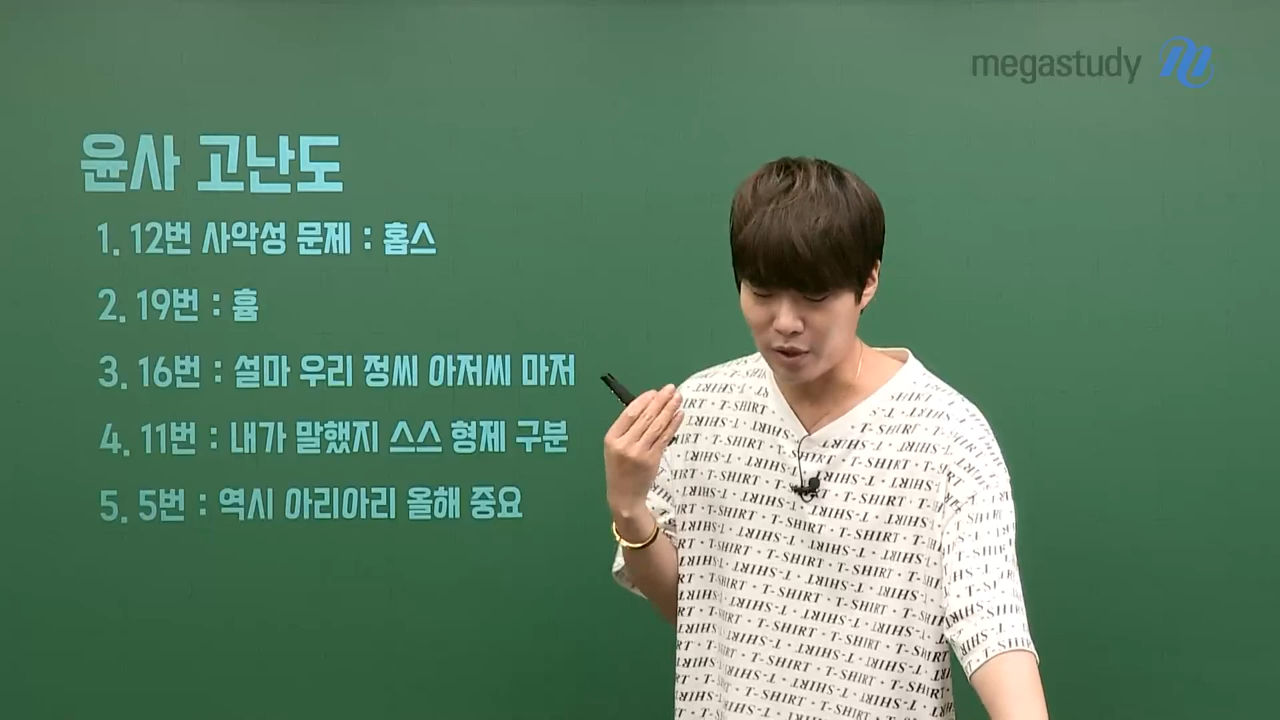 megastudy
윤사 고난도
1. 12번 사악성 문제 : 홉스
2. 19번 : 흄
3. 16번 : 설마 우리 정씨 아저씨 마저
4. 11번 : 내가 말했지 스스 형제 구분
5. 5번 : 역시 아리아리 올해 중요
T-SHIRT